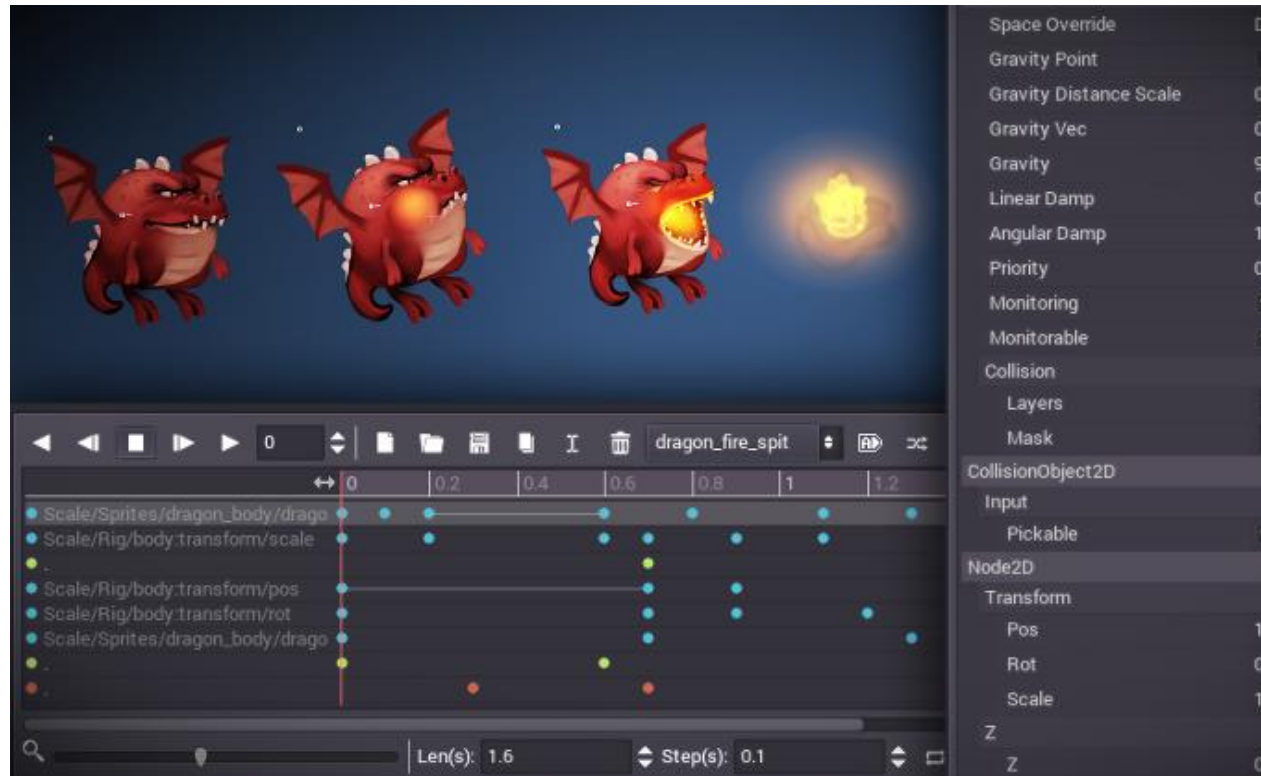 Space Override
Gravity Point
Gravity Distance Scale
Gravity Vec
Gravity
Linear Damp
Angular Damp
Priority
Monitoring
Monitorable
Collision
Layers
Mask
CollisionObject2D
Input
Pickable
Node2D
Transform
Pos
Rot
Scale
Z
Z
0 dragon_fire_spit
0 0.2 0.4 0.6 0.8 1 1.2
Scale/Sprites/dragon_body/drago
Scale/Rig/body:transform/scale
.
Scale/Rig/body:transform/pos
Scale/Rig/body:transform/rot
Scale/Sprites/dragon_body/drago
.
.
Len(s): 1.6 Step(s): 0.1